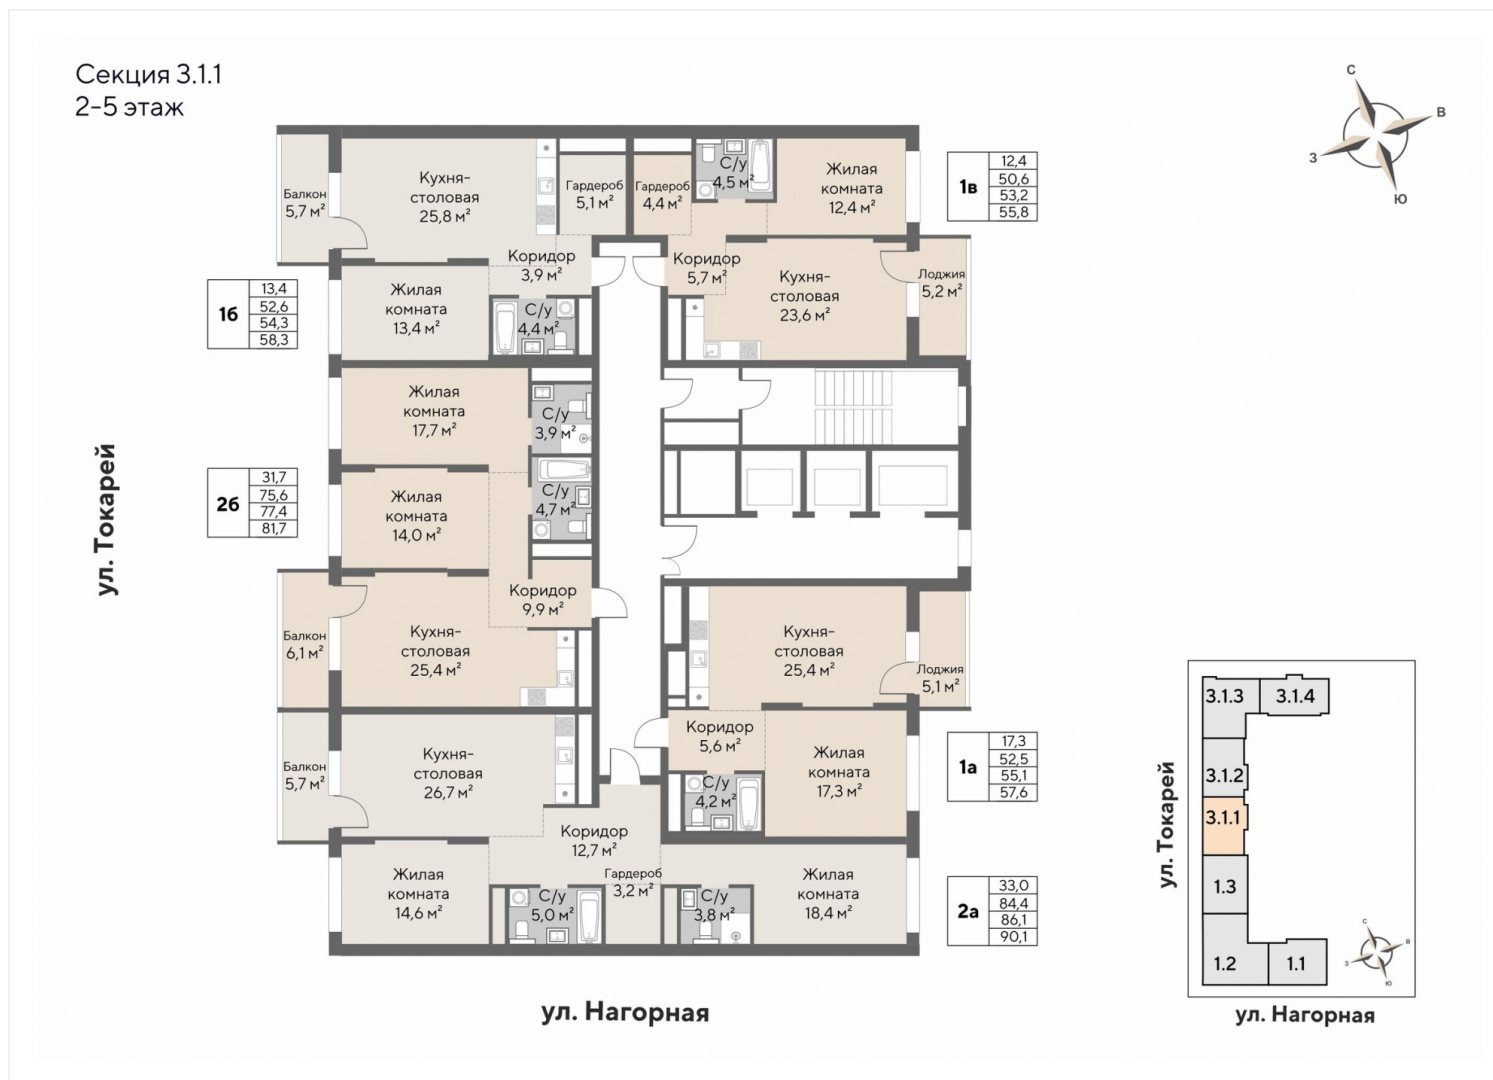 Секция 3.1.1
2-5 этаж
С
В
З
Ю
Балкон
5,7 м²
Кухня-
столовая
25,8 м²
Гардероб
5,1 м²
Гардероб
4,4 м²
С/у
4,5 м²
Жилая
комната
12,4 м²
1в
12,4
50,6
53,2
55,8
Коридор
3,9 м²
Коридор
5,7 м²
Кухня-
столовая
23,6 м²
Лоджия
5,2 м²
1б
13,4
52,6
54,3
58,3
Жилая
комната
13,4 м²
С/у
4,4 м²
Жилая
комната
17,7 м²
С/у
3,9 м²
2б
31,7
75,6
77,4
81,7
Жилая
комната
14,0 м²
С/у
4,7 м²
ул. Токарей
Коридор
9,9 м²
Балкон
6,1 м²
Кухня-
столовая
25,4 м²
Кухня-
столовая
25,4 м²
Лоджия
5,1 м²
Коридор
5,6 м²
Жилая
комната
17,3 м²
1а
17,3
52,5
55,1
57,6
Балкон
5,7 м²
Кухня-
столовая
26,7 м²
С/у
4,2 м²
Коридор
12,7 м²
Жилая
комната
14,6 м²
С/у
5,0 м²
Гардероб
3,2 м²
С/у
3,8 м²
Жилая
комната
18,4 м²
2а
33,0
84,4
86,1
90,1
ул. Нагорная
3.1.3
3.1.4
3.1.2
3.1.1
1.3
1.2
1.1
С
В
З
Ю
ул. Токарей
ул. Нагорная